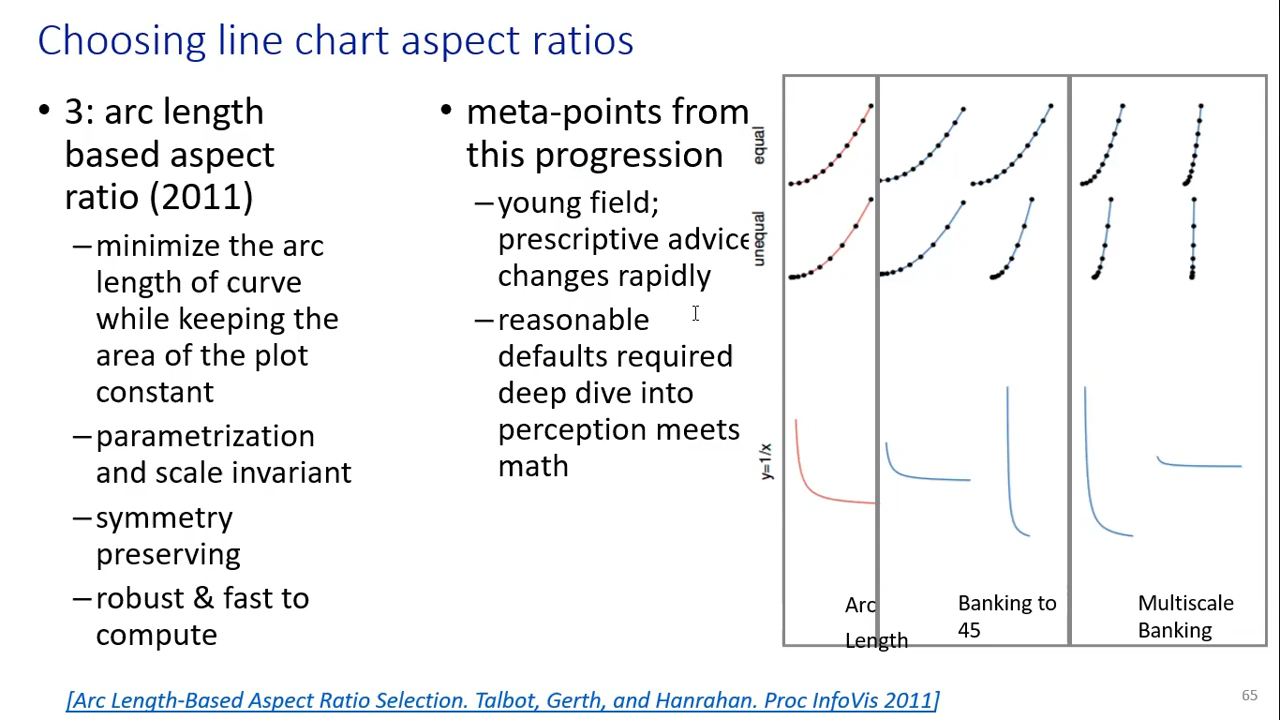 Choosing line chart aspect ratios
• 3: arc length
based aspect
ratio (2011)
–minimize the arc
length of curve
while keeping the
area of the plot
constant
–parametrization
and scale invariant
–symmetry
preserving
–robust & fast to
compute
• meta-points from
this progression
–young field;
prescriptive advice
changes rapidly
–reasonable
defaults required
deep dive into
perception meets
math
equal
unequal
y=1/x
Arc
Length
Banking to
45
Multiscale
Banking
[Arc Length-Based Aspect Ratio Selection. Talbot, Gerth, and Hanrahan. Proc InfoVis 2011]
65